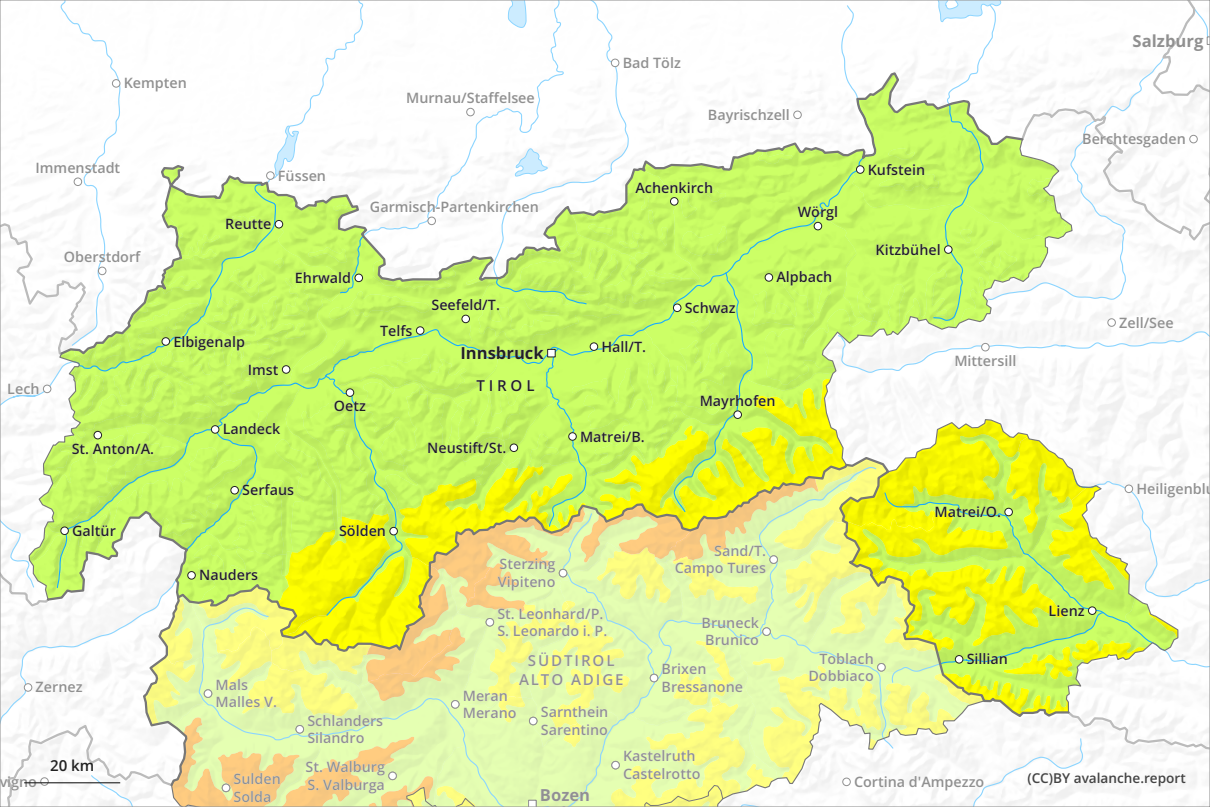 Salzburg
Bad Tölz
Kempten
Murnau/Staffelsee
Bayrischzell
Berchtesgaden
Immenstadt
Füssen
Kufstein
Achenkirch
Garmisch-Partenkirchen
Wörgl
Reutte
Kitzbühel
Oberstdorf
Ehrwald
Alpbach
Seefeld/T.
Schwaz
Telfs
Zell/See
Elbigenalp
Innsbruck
Hall/T.
Mittersill
Imst
TIROL
Lech
Oetz
Mayrhofen
Landeck
Matrei/B.
St. Anton/A.
Neustift/St.
Serfaus
Heiligenblu
Matrei/O.
Galtür
Sölden
Sand/T.
Campo Tures
Sterzing
Vipiteno
Nauders
St. Leonhard/P.
S. Leonardo i. P.
Lienz
Bruneck
Brunico
SÜDTIROL
ALTO ADIGE
Toblach
Dobbiaco
Sillian
Brixen
Bressanone
Zernez
Mals
Malles V.
Meran
Merano
Sarnthein
Sarentino
Schlanders
Silandro
Kastelruth
Castelrotto
20 km
St. Walburg
S. Valburga
Sulden
Solda
vigno
Cortina d'Ampezzo
(CC)BY avalanche.report
Bozen